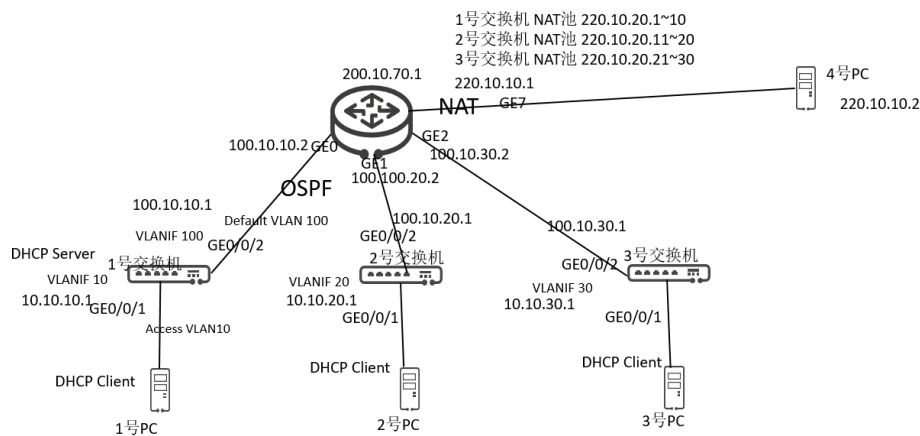 1号交换机 NAT池 220.10.20.1~10
2号交换机 NAT池 220.10.20.11~20
3号交换机 NAT池 220.10.20.21~30
200.10.70.1
220.10.10.1
4号PC
NAT
GE7
220.10.10.2
100.10.10.2
GE0
GE1
GE2
100.10.30.2
100.100.20.2
OSPF
100.10.10.1
Default VLAN 100
100.10.20.1
100.10.30.1
VLANIF 100
GE0/0/2
GE0/0/2
DHCP Server
1号交换机
2号交换机
GE0/0/2
3号交换机
VLANIF 10
VLANIF 20
VLANIF 30
10.10.10.1
10.10.20.1
10.10.30.1
GE0/0/1
GE0/0/1
GE0/0/1
Access VLAN10
DHCP Client
DHCP Client
DHCP Client
1号PC
2号PC
3号PC